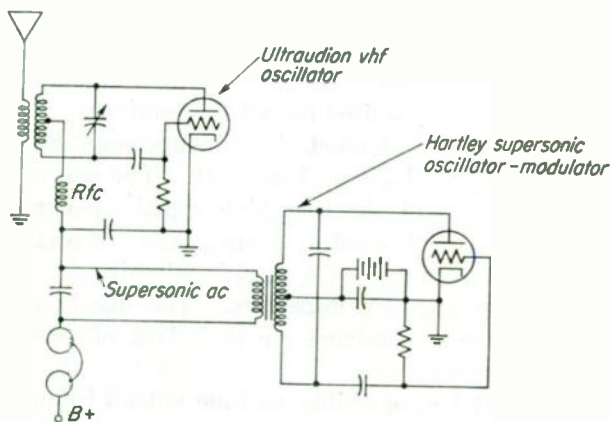 Ultraudion vhf
oscillator
Hartley supersonic
oscillator-modulator
Rfc
Supersonic ac
B+